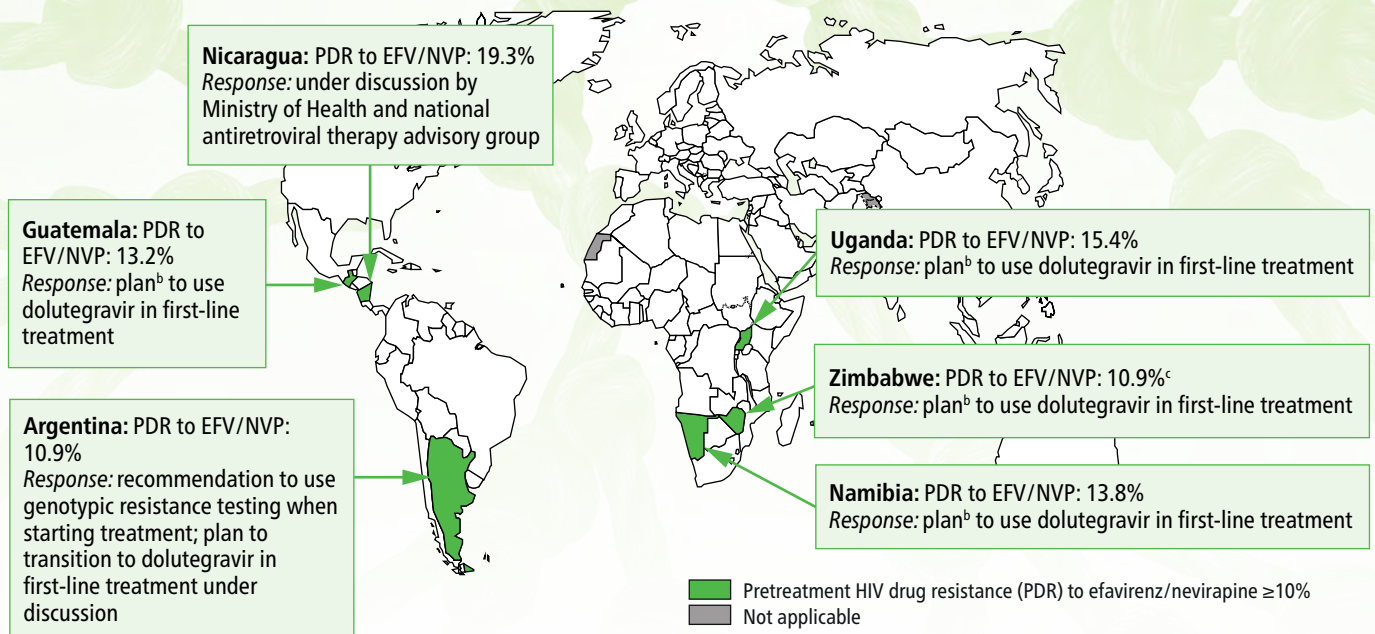 Nicaragua: PDR to EFV/NVP: 19.3%
Response: under discussion by
Ministry of Health and national
antiretroviral therapy advisory group
Guatemala: PDR to
EFV/NVP: 13.2%
Response: planᵇ to use
dolutegravir in first-line
treatment
Argentina: PDR to EFV/NVP:
10.9%
Response: recommendation to use
genotypic resistance testing when
starting treatment; plan to
transition to dolutegravir in
first-line treatment under
discussion
Uganda: PDR to EFV/NVP: 15.4%
Response: planᵇ to use dolutegravir in first-line treatment
Zimbabwe: PDR to EFV/NVP: 10.9%ᶜ
Response: planᵇ to use dolutegravir in first-line treatment
Namibia: PDR to EFV/NVP: 13.8%
Response: planᵇ to use dolutegravir in first-line treatment
Pretreatment HIV drug resistance (PDR) to efavirenz/nevirapine ≥10%
Not applicable